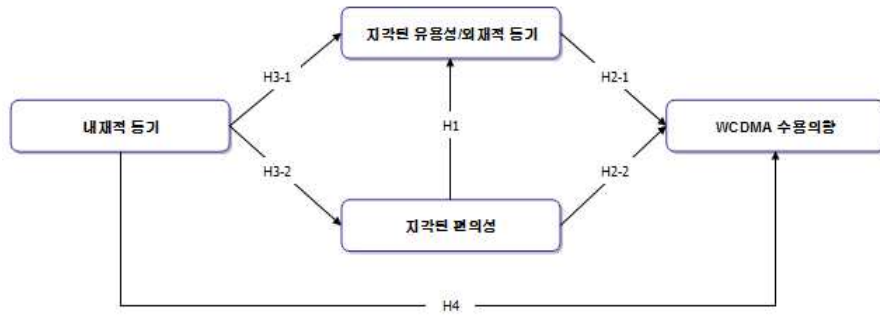 지각된 유용성/외재적 동기
H3-1
H2-1
내재적 동기
H1
WCDMA 수용의향
H3-2
H2-2
지각된 편의성
H4